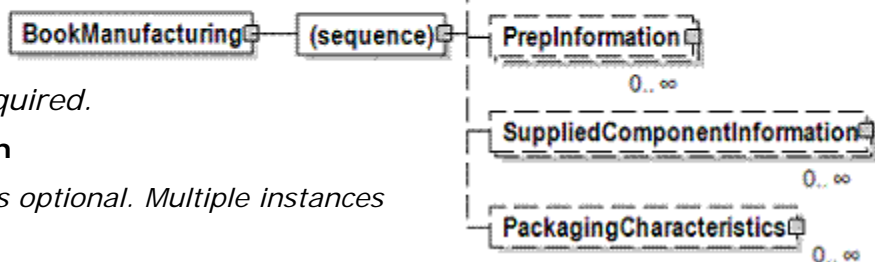 BookManufacturing
(sequence)
PrepInformation
0.. ∞
quired.
SuppliedComponentInformation
n
0.. ∞
s optional. Multiple instances
PackagingCharacteristics
0.. ∞